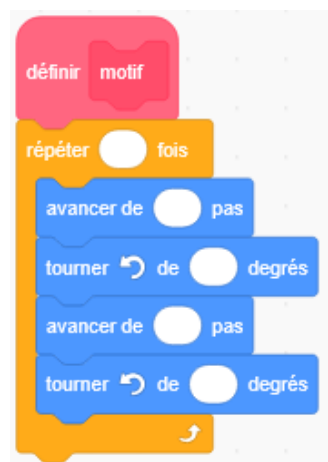 définir motif
répéter fois
avancer de pas
tourner de degrés
avancer de pas
tourner de degrés